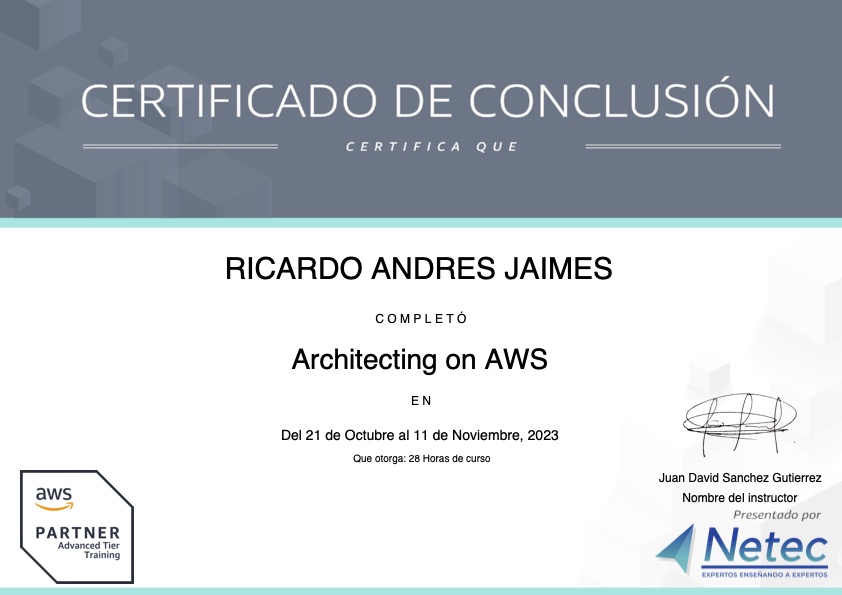 CERTIFICADO DE CONCLUSIÓN
CERTIFICA QUE
RICARDO ANDRES JAIMES
COMPLETÓ
Architecting on AWS
EN
Del 21 de Octubre al 11 de Noviembre, 2023
Que otorga: 28 Horas de curso
aws
PARTNER
Advanced Tier
Training
Juan David Sanchez Gutierrez
Nombre del instructor
Presentado por
Netec
EXPERTOS ENSEÑANDO A EXPERTOS